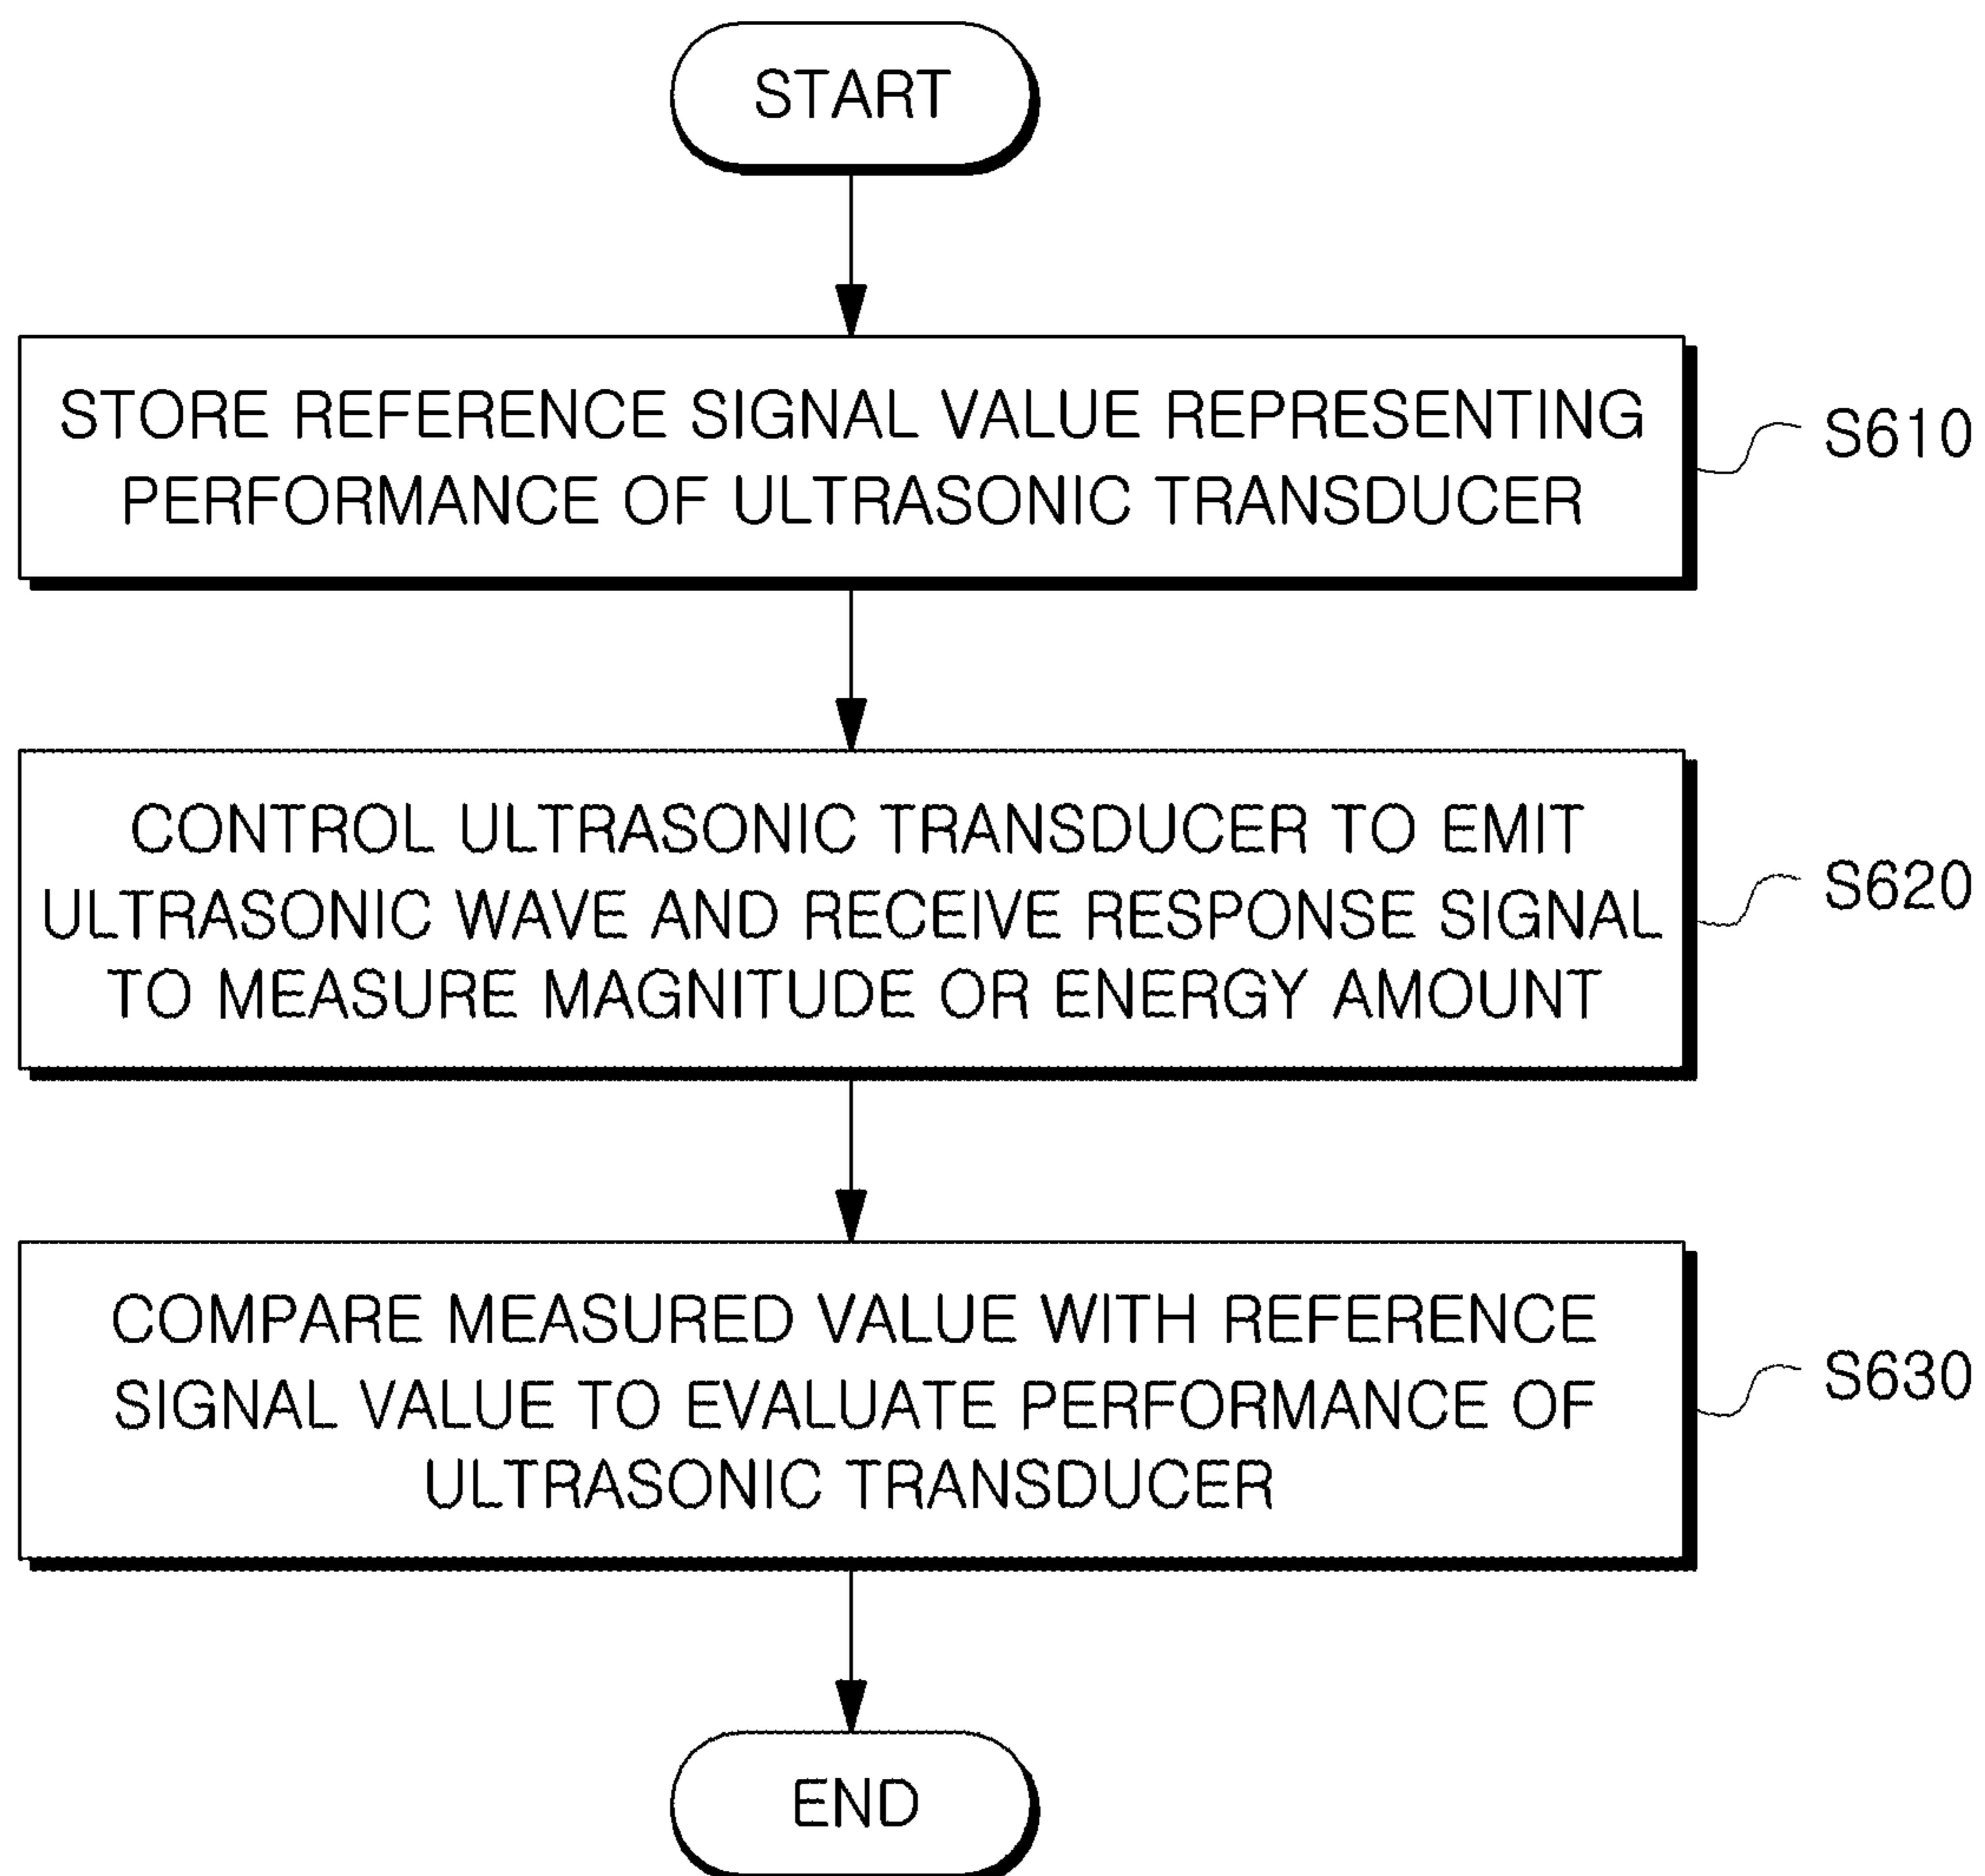 START
STORE REFERENCE SIGNAL VALUE REPRESENTING
PERFORMANCE OF ULTRASONIC TRANSDUCER
S610
CONTROL ULTRASONIC TRANSDUCER TO EMIT
ULTRASONIC WAVE AND RECEIVE RESPONSE SIGNAL
TO MEASURE MAGNITUDE OR ENERGY AMOUNT
S620
COMPARE MEASURED VALUE WITH REFERENCE
SIGNAL VALUE TO EVALUATE PERFORMANCE OF
ULTRASONIC TRANSDUCER
S630
END